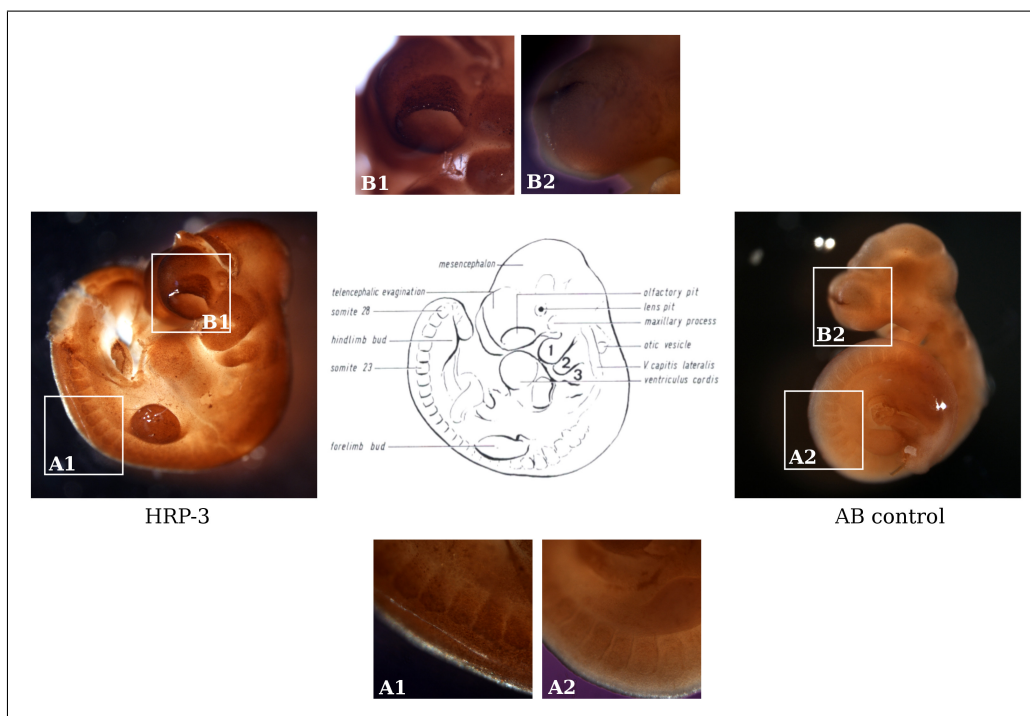 B1
B2
mesencephalon
telencephalic evagination
somite 28
hindlimb bud
somite 23
forelimb bud
olfactory pit
lens pit
maxillary process
otic vesicle
V capitis lateralis
ventriculus cordis
1
2
3
B1
A1
HRP-3
B2
A2
AB control
A1
A2